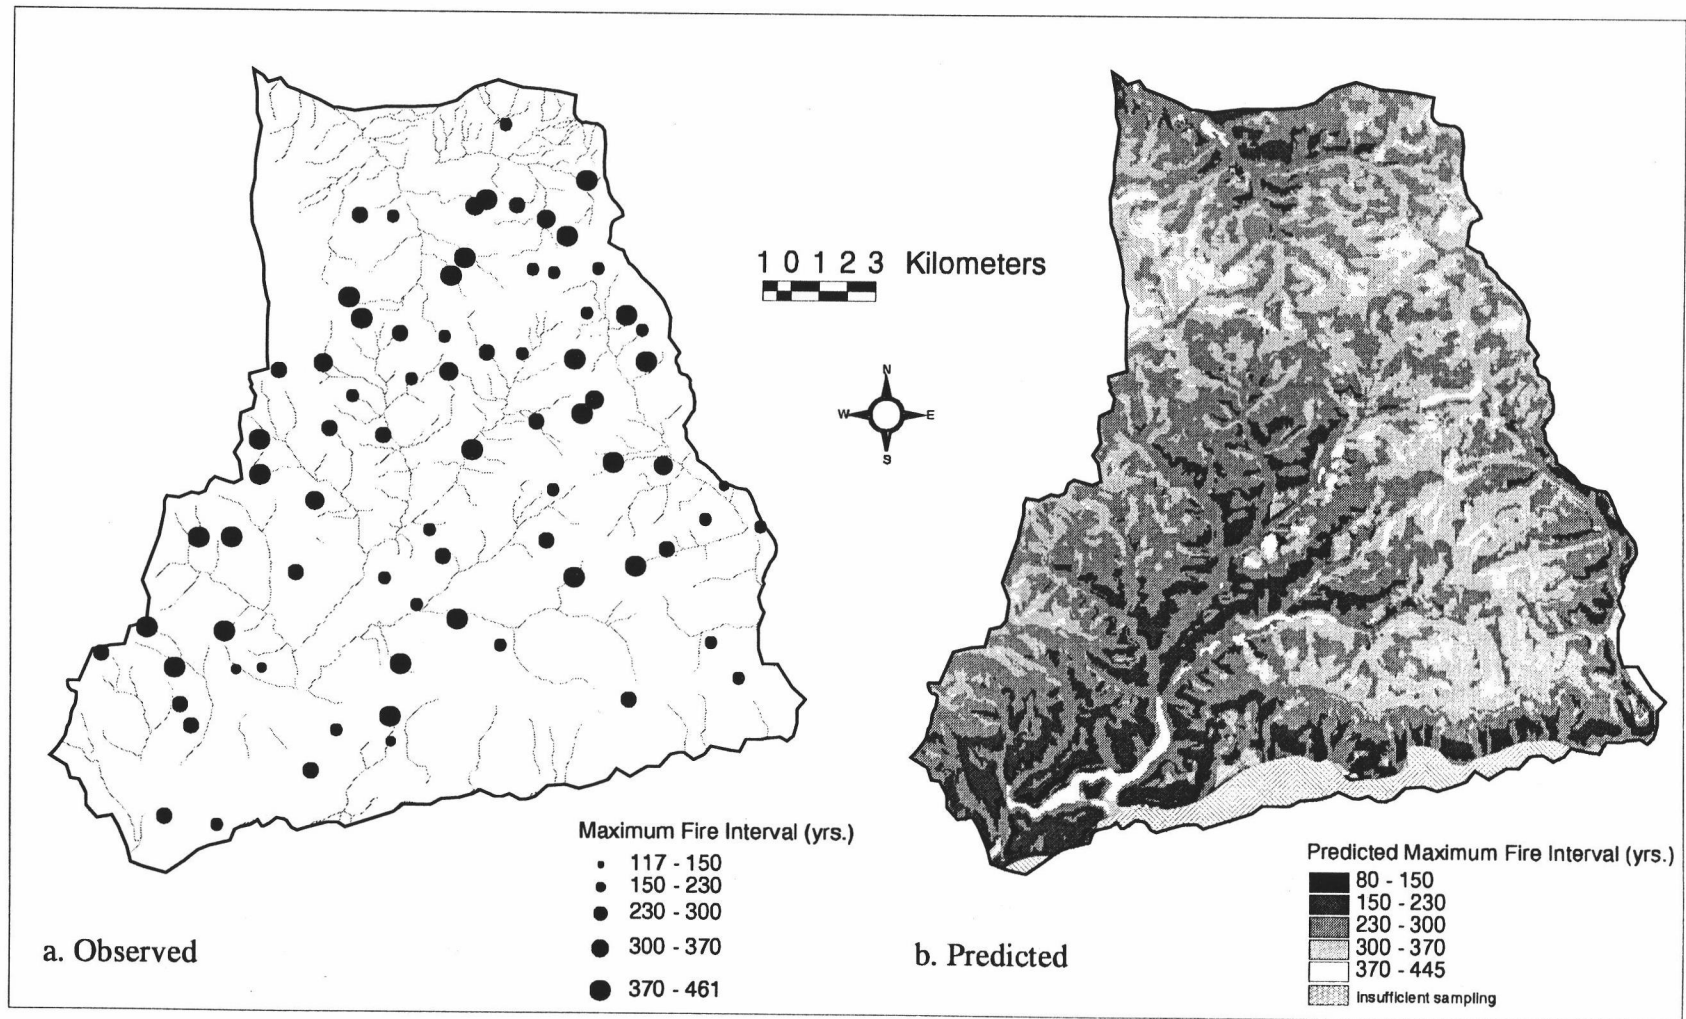 1 0 1 2 3 Kilometers
N
W E
S
Maximum Fire Interval (yrs.)
117 - 150
150 - 230
230 - 300
300 - 370
370 - 461
a. Observed
Predicted Maximum Fire Interval (yrs.)
80 - 150
150 - 230
230 - 300
300 - 370
370 - 445
Insufficient sampling
b. Predicted